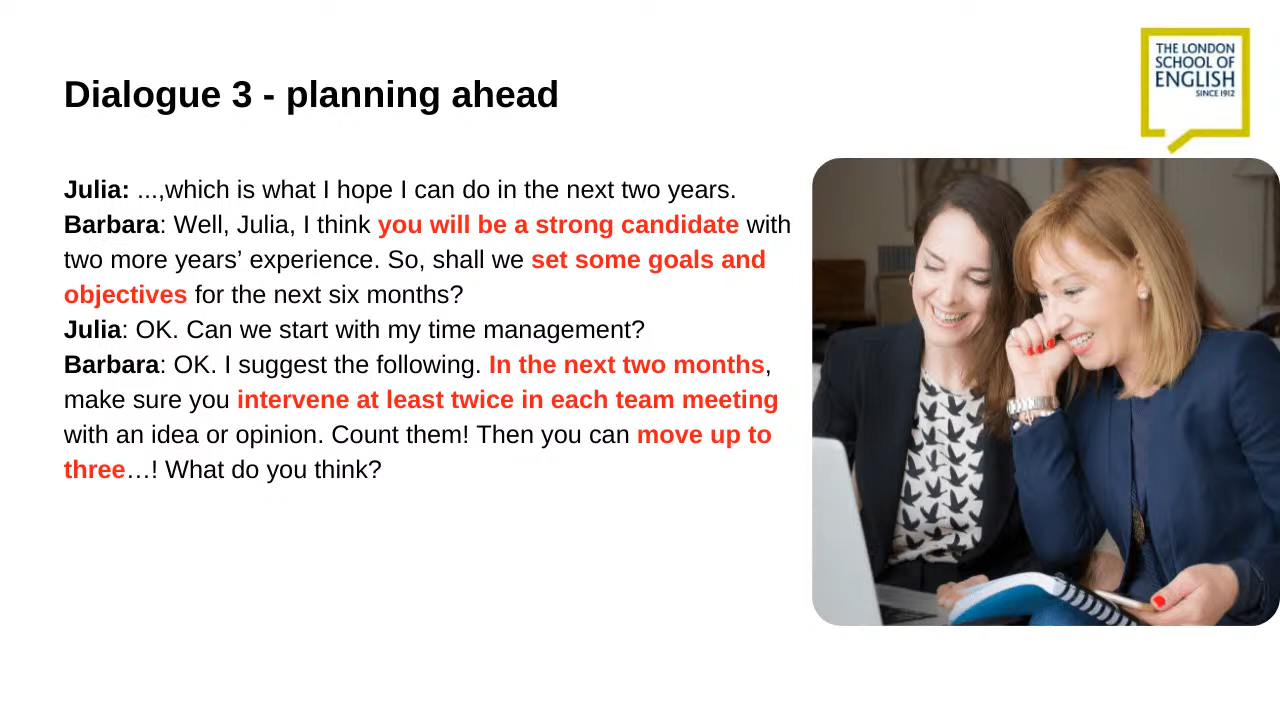 THE LONDON
SCHOOL OF
ENGLISH
SINCE 1912
Dialogue 3 - planning ahead
Julia: ...,which is what I hope I can do in the next two years.
Barbara: Well, Julia, I think you will be a strong candidate with
two more years’ experience. So, shall we set some goals and
objectives for the next six months?
Julia: OK. Can we start with my time management?
Barbara: OK. I suggest the following. In the next two months,
make sure you intervene at least twice in each team meeting
with an idea or opinion. Count them! Then you can move up to
three…! What do you think?